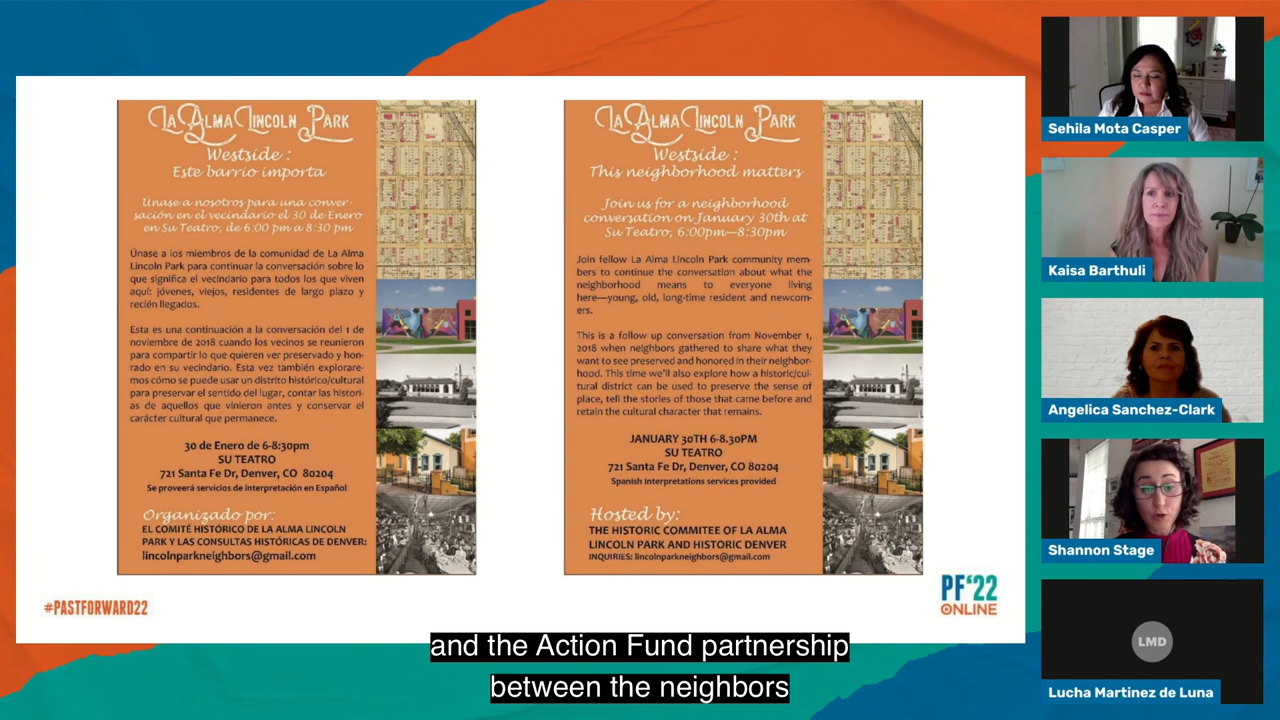 La Alma Lincoln Park
Westside :
Este barrio importa
Únase a nosotros para una conver-
sación en el vecindario el 30 de Enero
en Su Teatro, de 6:00 pm a 8:30 pm
Únase a los miembros de la comunidad de La Alma
Lincoln Park para continuar la conversación sobre lo
que significa el vecindario para todos los que viven
aquí: jóvenes, viejos, residentes de largo plazo y
recién llegados.
Esta es una continuación a la conversación del 1 de
noviembre de 2018 cuando los vecinos se reunieron
para compartir lo que quieren ver preservado y hon-
rado en su vecindario. Esta vez también explorare-
mos cómo se puede usar un distrito histórico/cultural
para preservar el sentido del lugar, contar las histori-
as de aquellos que vinieron antes y conservar el
carácter cultural que permanece.
30 de Enero de 6-8:30pm
SU TEATRO
721 Santa Fe Dr, Denver, CO 80204
Se proveerá servicios de interpretación en Español
Organizado por:
EL COMITÉ HISTÓRICO DE LA ALMA LINCOLN
PARK Y LAS CONSULTAS HISTÓRICAS DE DENVER:
lincolnparkneighbors@gmail.com
La Alma Lincoln Park
Westside :
This neighborhood matters
Join us for a neighborhood
conversation on January 30th at
Su Teatro, 6:00pm—8:30pm
Join fellow La Alma Lincoln Park community mem-
bers to continue the conversation about what the
neighborhood means to everyone living
here—young, old, long-time resident and newcom-
ers.
This is a follow up conversation from November 1,
2018 when neighbors gathered to share what they
want to see preserved and honored in their neighbor-
hood. This time we'll also explore how a historic/cul-
tural district can be used to preserve the sense of
place, tell the stories of those that came before and
retain the cultural character that remains.
JANUARY 30TH 6-8.30PM
SU TEATRO
721 Santa Fe Dr, Denver, CO 80204
Spanish interpretations services provided
Hosted by:
THE HISTORIC COMMITEE OF LA ALMA
LINCOLN PARK AND HISTORIC DENVER
INQUIRIES: lincolnparkneighbors@gmail.com
#PASTFORWARD22
PF'22
ONLINE
and the Action Fund partnership
between the neighbors
Sehila Mota Casper
Kaisa Barthuli
Angelica Sanchez-Clark
Shannon Stage
LMD
Lucha Martinez de Luna